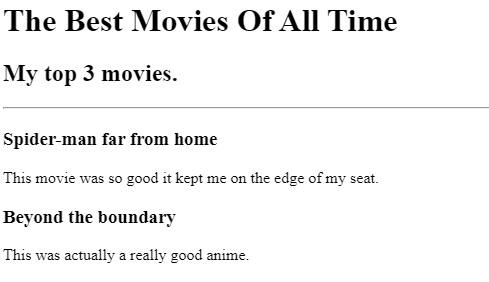 The Best Movies Of All Time
My top 3 movies.
Spider-man far from home
This movie was so good it kept me on the edge of my seat.
Beyond the boundary
This was actually a really good anime.